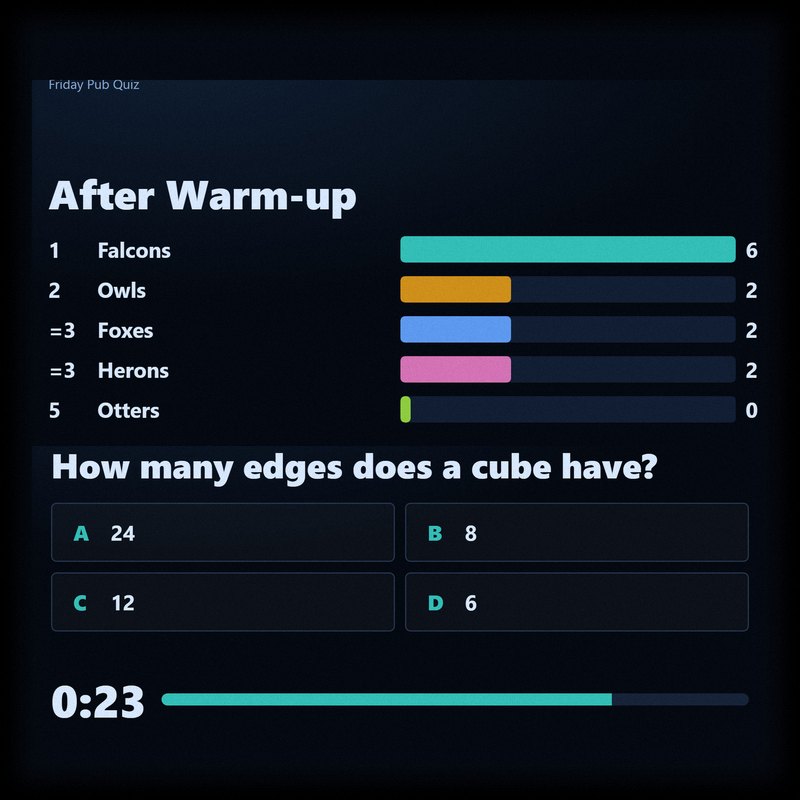 Friday Pub Quiz
After Warm-up
1 Falcons 6
2 Owls 2
=3 Foxes 2
=3 Herons 2
5 Otters 0
How many edges does a cube have?
A 24 B 8
C 12 D 6
0:23